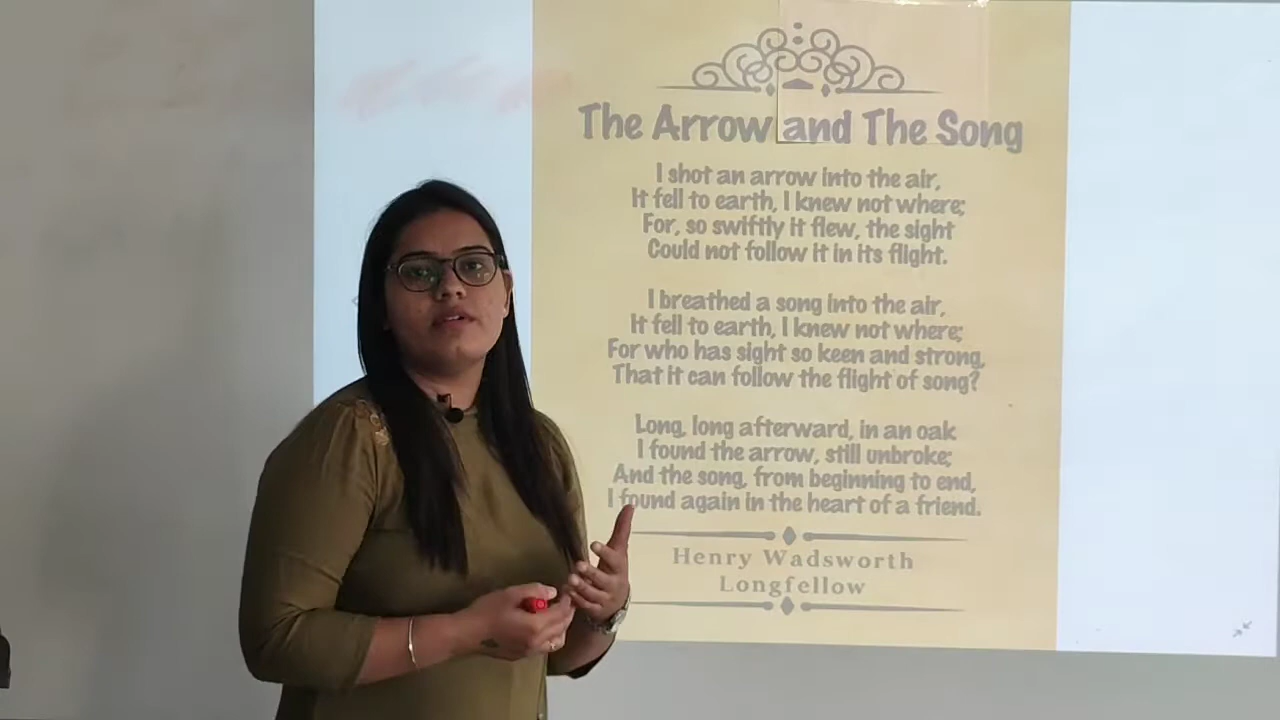 The Arrow and The Song
I shot an arrow into the air,
It fell to earth, I knew not where;
For, so swiftly it flew, the sight
Could not follow it in its flight.
I breathed a song into the air,
It fell to earth, I knew not where;
For who has sight so keen and strong,
That it can follow the flight of song?
Long, long afterward, in an oak
I found the arrow, still unbroke;
And the song, from beginning to end,
I found again in the heart of a friend.
Henry Wadsworth
Longfellow